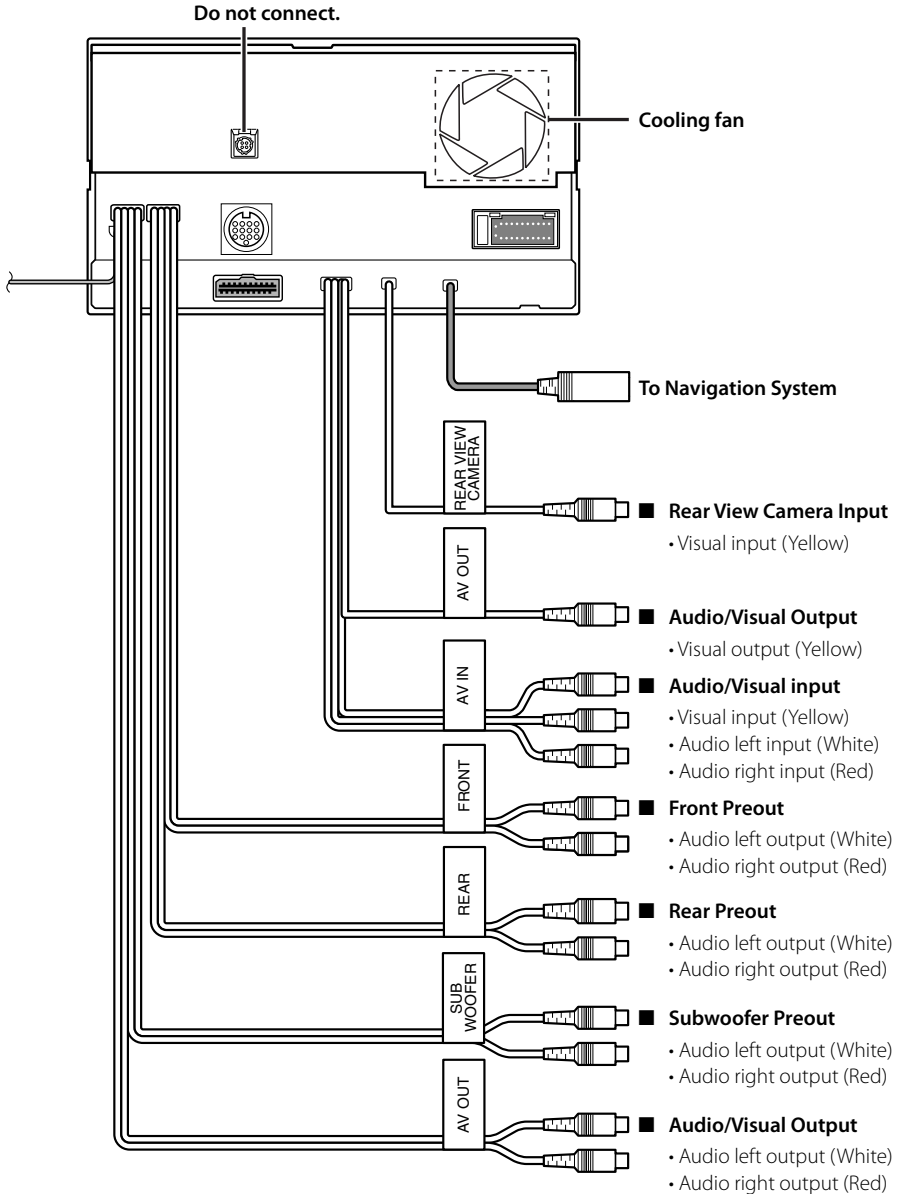 Do not connect.
Cooling fan
To Navigation System
REAR VIEW
CAMERA
■ Rear View Camera Input
• Visual input (Yellow)
AV OUT
■ Audio/Visual Output
• Visual output (Yellow)
AV IN
■ Audio/Visual input
• Visual input (Yellow)
• Audio left input (White)
• Audio right input (Red)
FRONT
■ Front Preout
• Audio left output (White)
• Audio right output (Red)
REAR
■ Rear Preout
• Audio left output (White)
• Audio right output (Red)
SUB
WOOFER
■ Subwoofer Preout
• Audio left output (White)
• Audio right output (Red)
AV OUT
■ Audio/Visual Output
• Audio left output (White)
• Audio right output (Red)